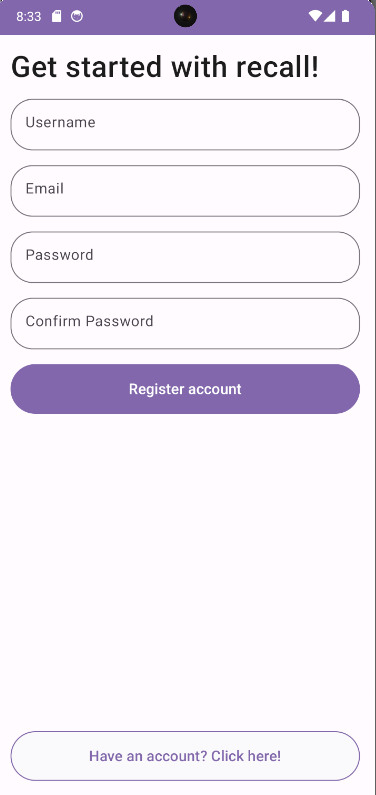 8:33
Get started with recall!
Username
Email
Password
Confirm Password
Register account
Have an account? Click here!